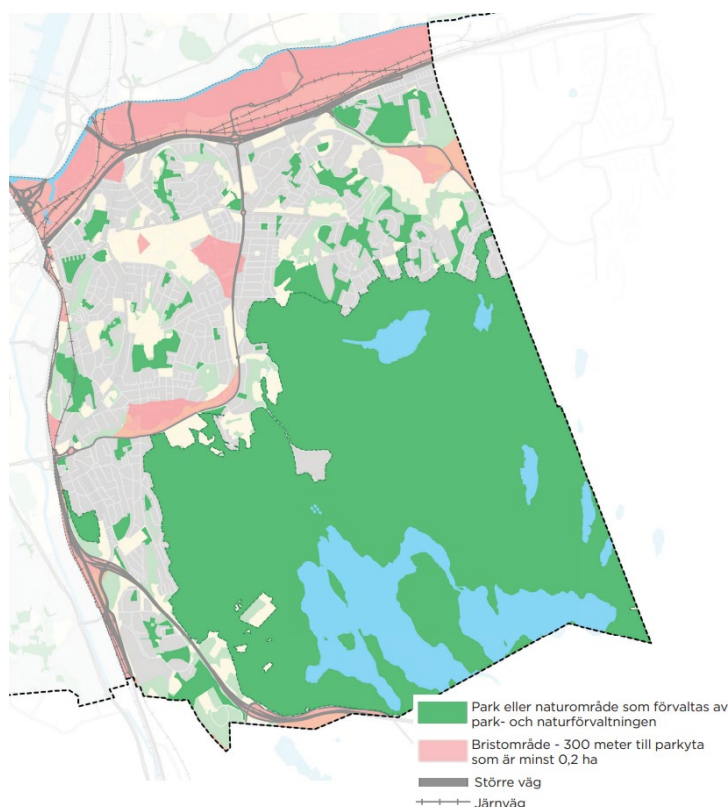 Park eller naturområde som förvaltas av
park- och naturförvaltningen
Bristområde - 300 meter till parkyta
som är minst 0,2 ha
Större väg
Järnväg